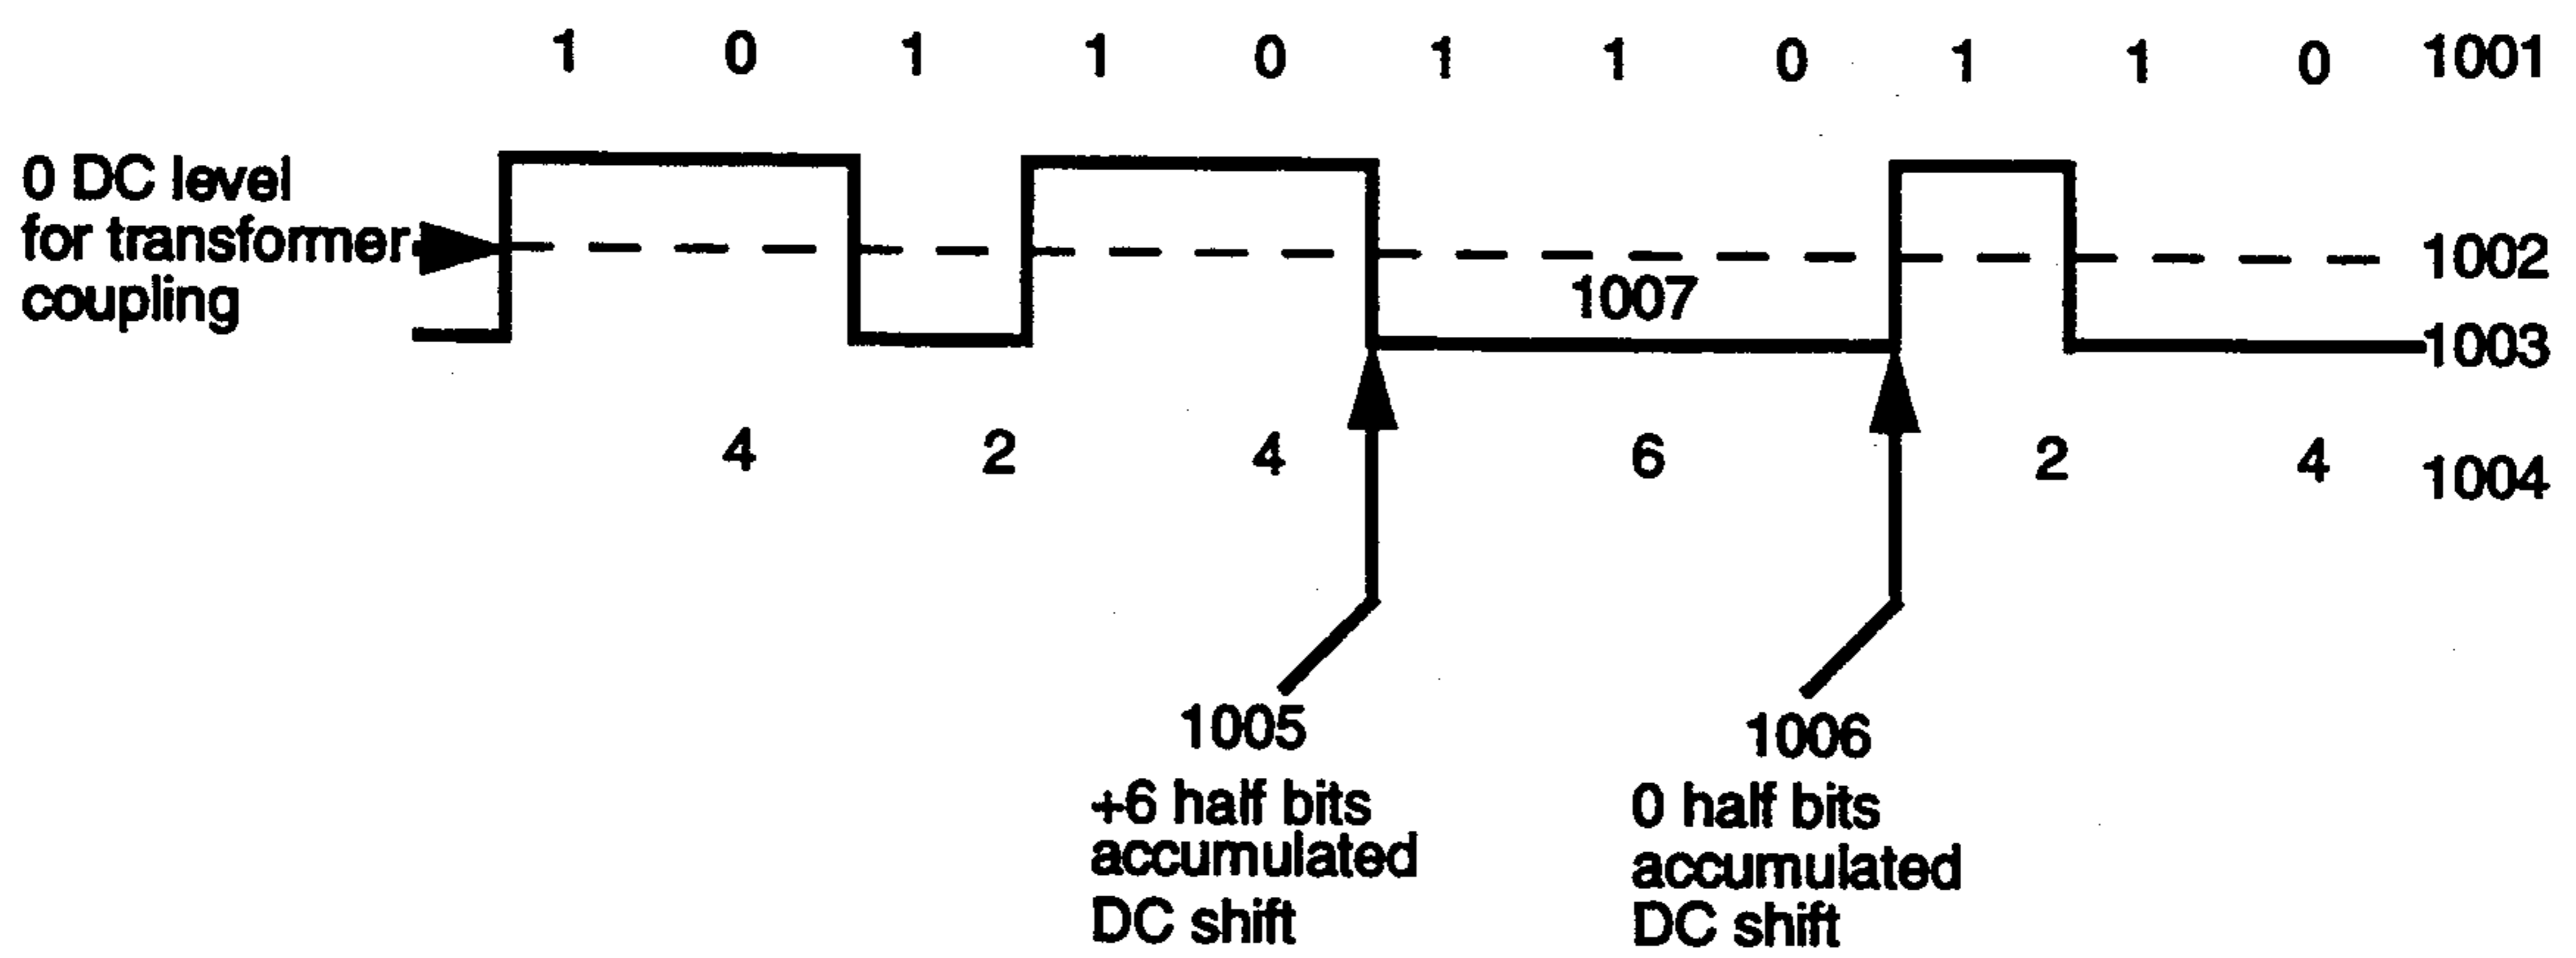 1 0 1 1 0 1 1 0 1 1 0 1001
0 DC level
for transformer
coupling
1002
1007
1003
4 2 4 6 2 4 1004
1005
+6 half bits
accumulated
DC shift
1006
0 half bits
accumulated
DC shift